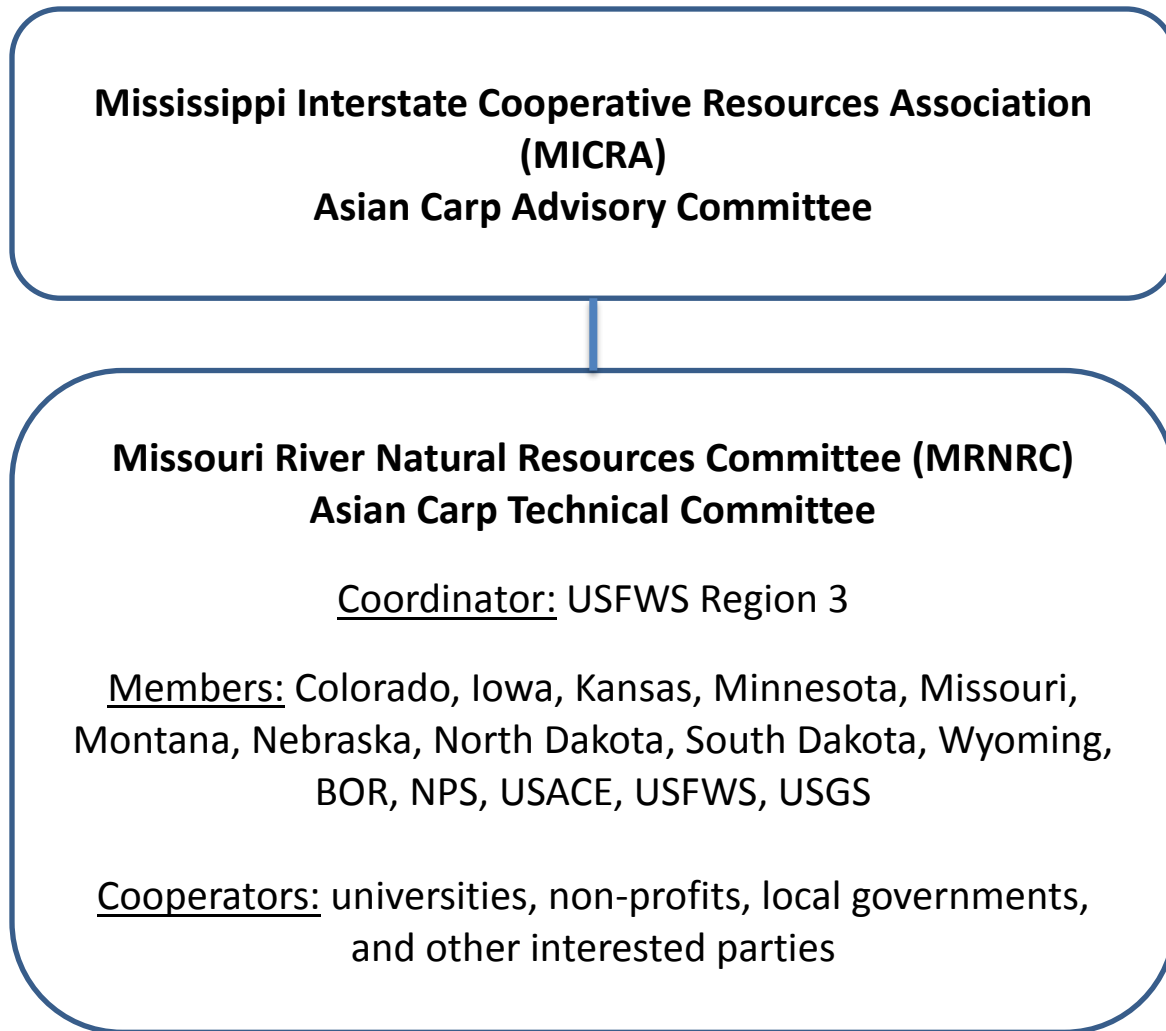 Mississippi Interstate Cooperative Resources Association
(MICRA)
Asian Carp Advisory Committee
Missouri River Natural Resources Committee (MRNRC)
Asian Carp Technical Committee
Coordinator: USFWS Region 3
Members: Colorado, Iowa, Kansas, Minnesota, Missouri,
Montana, Nebraska, North Dakota, South Dakota, Wyoming,
BOR, NPS, USACE, USFWS, USGS
Cooperators: universities, non-profits, local governments,
and other interested parties